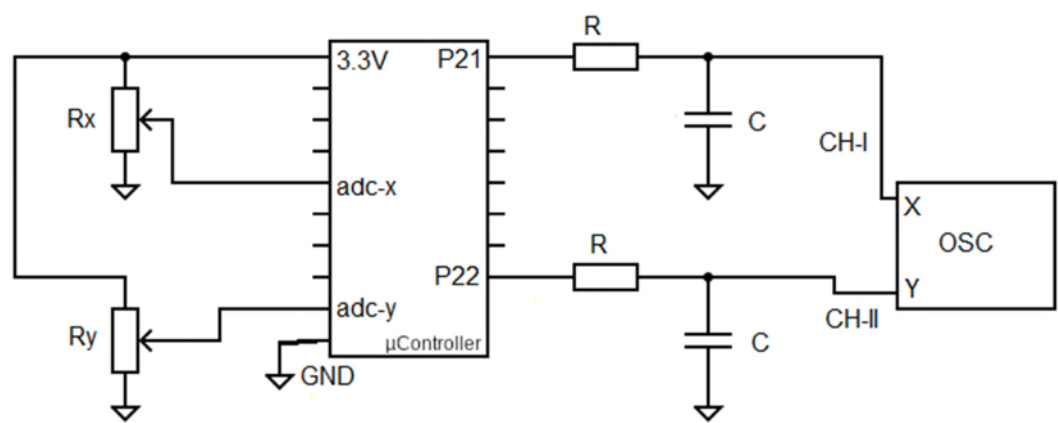 R
3.3V P21
Rx
C
CH-I
adc-x
X
OSC
R
P22
Y
adc-y
CH-II
Ry
µController
C
GND